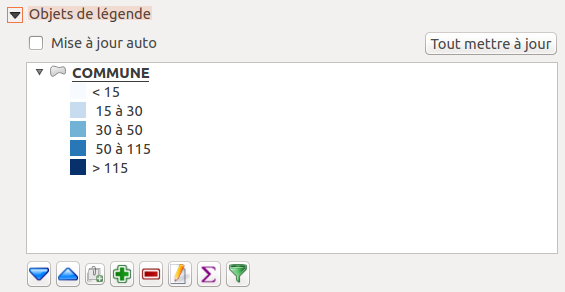 Objets de légende
Mise à jour auto Tout mettre à jour
COMMUNE
< 15
15 à 30
30 à 50
50 à 115
> 115
Σ